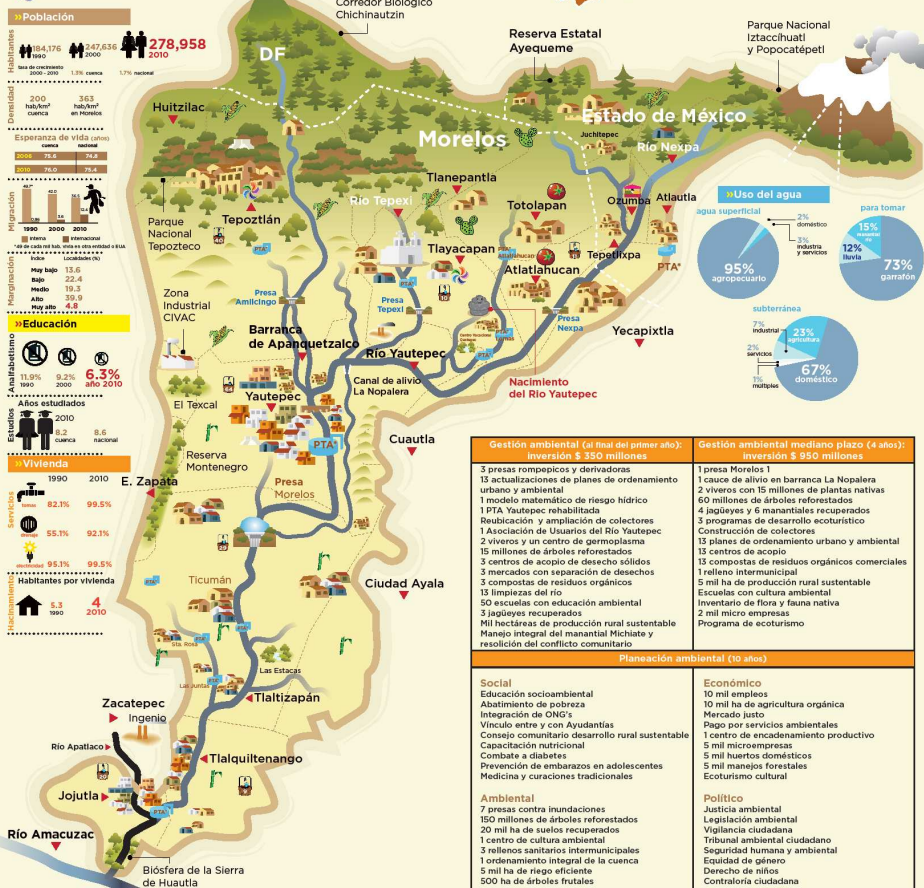 »Población
Habitantes
184,176
1990
247,636
2000
278,958
2010
tasa de crecimiento
2000 - 2010
1.3% cuenca
1.7% nacional
Densidad
200
hab/km²
cuenca
363
hab/km²
en Morelos
Esperanza de vida (años)
cuenca
nacional
75.6
74.8
2010
76.0
75.4
Migración
1990
2000
2010
interna
internacional
*49 de cada mil hab. vivía en otra entidad o EUA
Marginación
Índice
Localidades (%)
Muy bajo 13.6
Bajo 22.4
Medio 19.3
Alto 39.9
Muy alto 4.8
»Educación
Analfabetismo
11.9%
1990
9.2%
2000
6.3%
año 2010
Años estudiados
Estudios
2010
8.2
cuenca
8.6
nacional
»Vivienda
1990
2010
Servicios
82.1%
99.5%
drenaje
55.1%
92.1%
electricidad
95.1%
99.5%
Habitantes por vivienda
Hacinamiento
5.3
1990
4
2010
Corredor Biológico
Chichinautzin
DF
Reserva Estatal
Ayequeme
Parque Nacional
Iztaccíhuatl
y Popocatépetl
Huitzilac
Morelos
Estado de México
Juchitepec
Río Nexpa
Tlanepantla
Río Tepexi
Totolapan
Ozumba
Atlautla
Parque
Nacional
Tepozteco
Tepoztlán
Tlayacapan
Atlatlahucan
Atlatlahucan
Tepetlixpa
PTA*
Zona
Industrial
CIVAC
Presa
Amilcingo
Presa
Tepexi
Presa
Nexpa
Yecapixtla
Barranca
de Apanquetzalco
Río Yautepec
Canal de alivio
La Nopalera
Nacimiento
del Río Yautepec
El Texcal
Yautepec
PTA*
Cuautla
Reserva
Montenegro
E. Zapata
Presa
Morelos
Ticumán
Ciudad Ayala
Sta. Rosa
Las Juntas
Las Estacas
Tlaltizapán
Zacatepec
Ingenio
Río Apatlaco
Tlalquiltenango
Jojutla
PTA*
Río Amacuzac
Biósfera de la Sierra
de Huautla
»Uso del agua
agua superficial
2%
doméstico
3%
industria
y servicios
95%
agropecuario
para tomar
15%
12%
lluvia
73%
garrafón
subterránea
7%
industrial
23%
agricultura
2%
servicios
67%
doméstico
1%
múltiples
Gestión ambiental (al final del primer año):
inversión $ 350 millones
3 presas rompepicos y derivadoras
13 actualizaciones de planes de ordenamiento
urbano y ambiental
1 modelo matemático de riesgo hídrico
1 PTA Yautepec rehabilitada
Reubicación y ampliación de colectores
1 Asociación de Usuarios del Río Yautepec
2 viveros y un centro de germoplasma
15 millones de árboles reforestados
3 centros de acopio de desecho sólidos
3 mercados con separación de desechos
3 compostas de residuos orgánicos
13 limpiezas del río
50 escuelas con educación ambiental
3 jagüeyes recuperados
Mil hectáreas de producción rural sustentable
Manejo integral del manantial Michiate y
resolición del conflicto comunitario
Gestión ambiental mediano plazo (4 años):
inversión $ 950 millones
1 presa Morelos 1
1 cauce de alivio en barranca La Nopalera
2 viveros con 15 millones de plantas nativas
60 millones de árboles reforestados
4 jagüeyes y 6 manantiales recuperados
3 programas de desarrollo ecoturístico
Construcción de colectores
13 planes de ordenamiento urbano y ambiental
13 centros de acopio
13 compostas de residuos orgánicos comerciales
1 relleno intermunicipal
5 mil ha de producción rural sustentable
Escuelas con cultura ambiental
Inventario de flora y fauna nativa
2 mil micro empresas
Programa de ecoturismo
Planeación ambiental (10 años)
Social
Educación socioambiental
Abatimiento de pobreza
Integración de ONG's
Vínculo entre y con Ayudantías
Consejo comunitario desarrollo rural sustentable
Capacitación nutricional
Combate a diabetes
Prevención de embarazos en adolescentes
Medicina y curaciones tradicionales
Ambiental
7 presas contra inundaciones
150 millones de árboles reforestados
20 mil ha de suelos recuperados
1 centro de cultura ambiental
3 rellenos sanitarios intermunicipales
1 ordenamiento integral de la cuenca
5 mil ha de riego eficiente
500 ha de árboles frutales
Económico
10 mil empleos
10 mil ha de agricultura orgánica
Mercado justo
Pago por servicios ambientales
1 centro de encadenamiento productivo
5 mil microempresas
5 mil huertos domésticos
5 mil manejos forestales
Ecoturismo cultural
Político
Justicia ambiental
Legislación ambiental
Vigilancia ciudadana
Tribunal ambiental ciudadano
Seguridad humana y ambiental
Equidad de género
Derecho de niños
Contraloría ciudadana